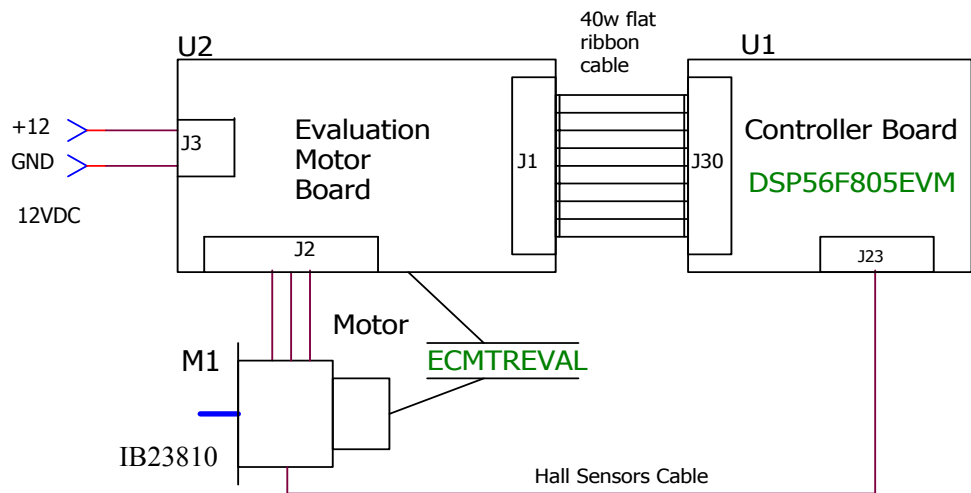 40w flat
ribbon
cable
U2
U1
+12
GND
12VDC
J3
Evaluation
Motor
Board
J1
J30
Controller Board
DSP56F805EVM
J2
J23
Motor
M1
ECMTREVAL
IB23810
Hall Sensors Cable